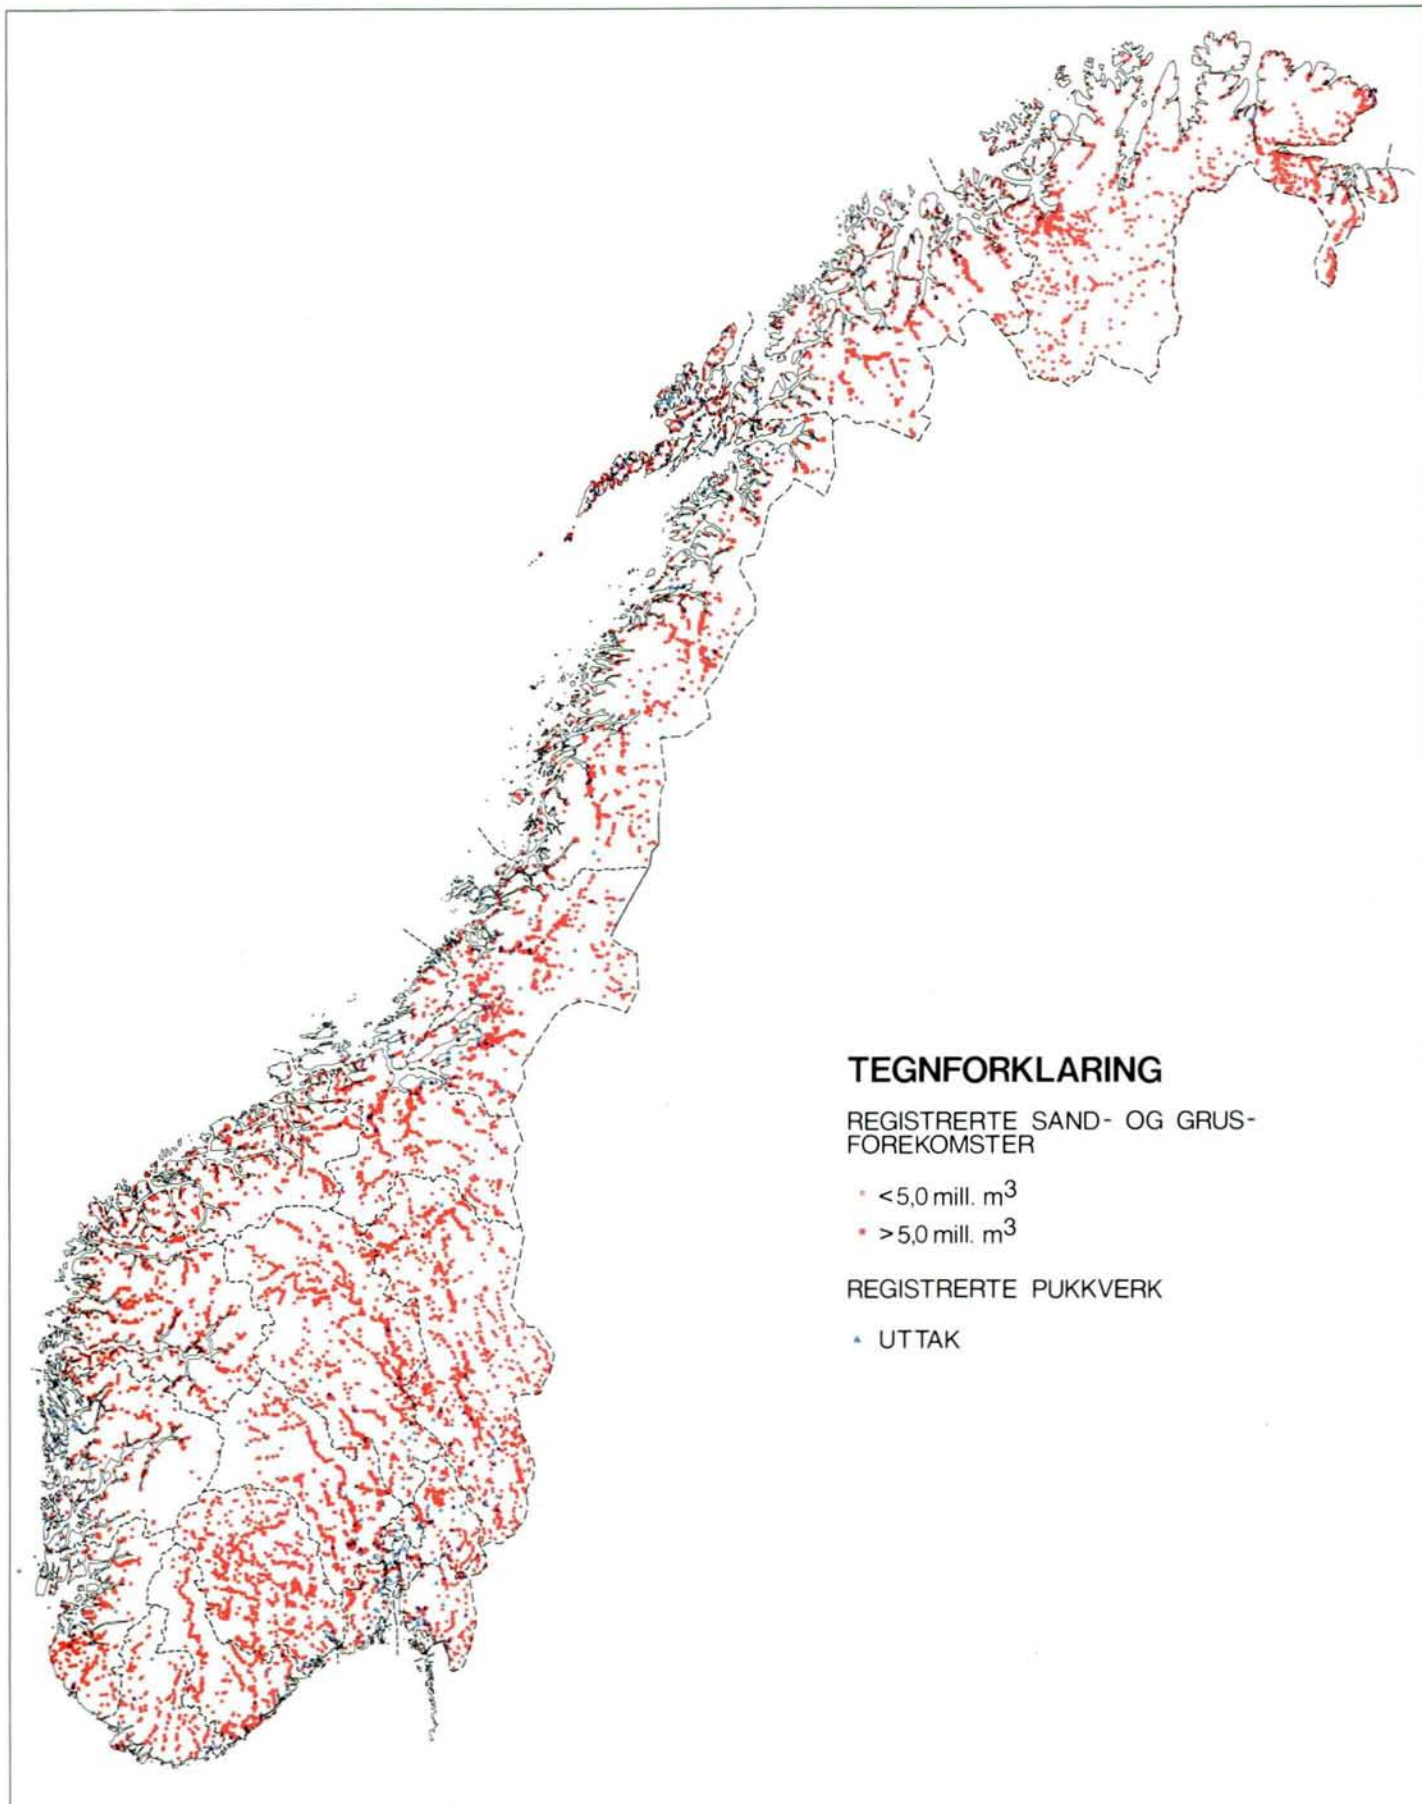 TEGNFORKLARING
REGISTRERTE SAND- OG GRUS-
FOREKOMSTER
<5,0 mill. m3
>5,0 mill. m3
REGISTRERTE PUKKVERK
UTTAK